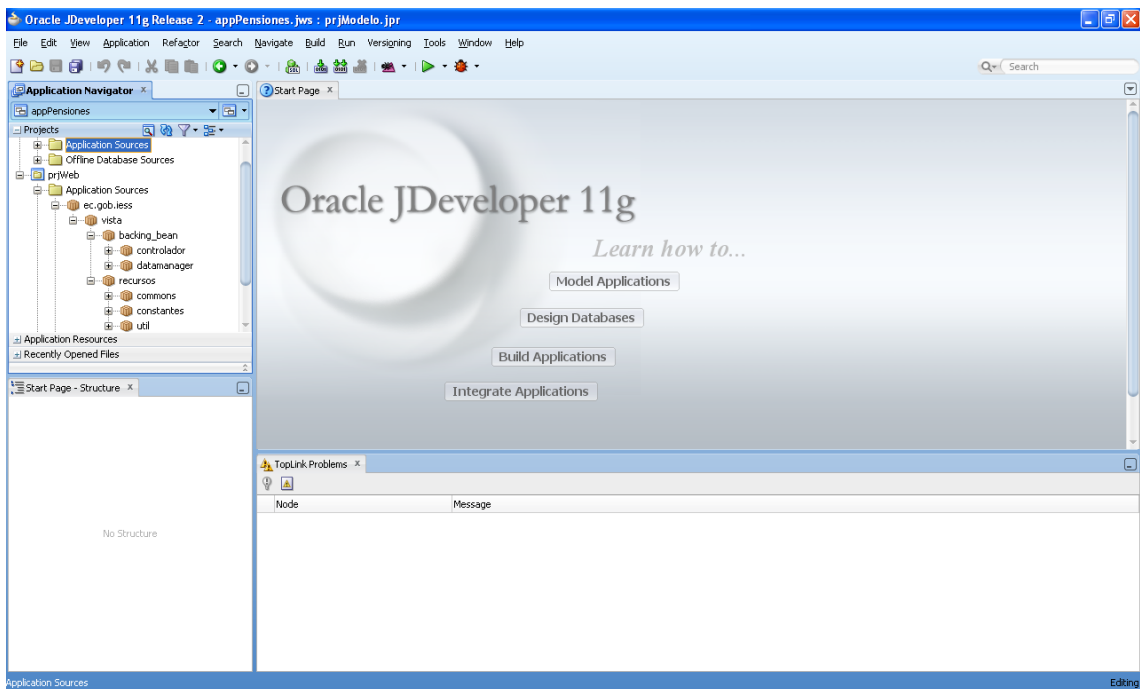 Oracle JDeveloper 11g Release 2 - appPensiones.jws : prjModelo.jpr
File Edit View Application Refactor Search Navigate Build Run Versioning Tools Window Help
Search
Application Navigator
appPensiones
Projects
Application Sources
Offline Database Sources
prjWeb
Application Sources
ec.gob.iess
vista
backing_bean
controlador
datamanager
recursos
commons
constantes
util
Application Resources
Recently Opened Files
Start Page - Structure
No Structure
Start Page
Oracle JDeveloper 11g
Learn how to...
Model Applications
Design Databases
Build Applications
Integrate Applications
TopLink Problems
Node Message
Application Sources Editing